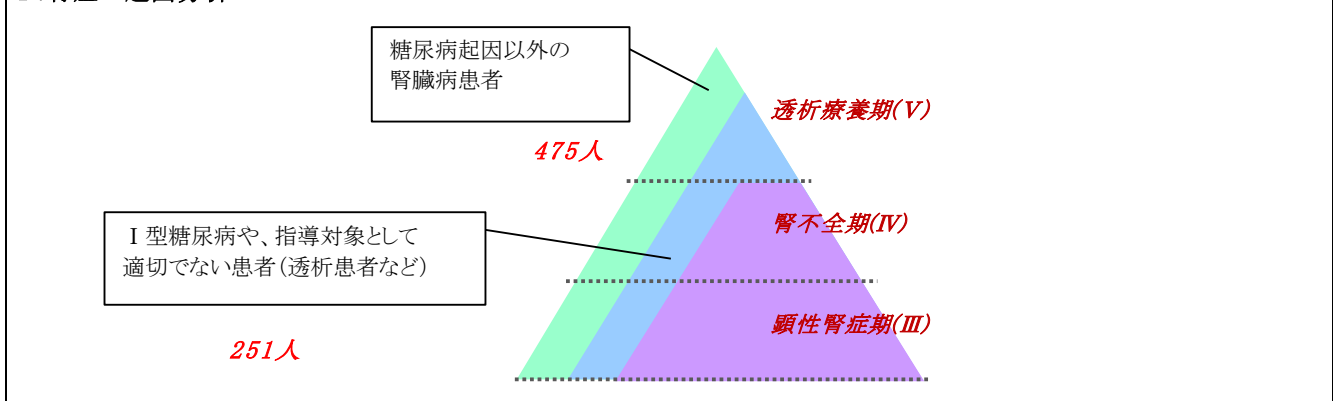 糖尿病起因以外の
腎臓病患者
透析療養期(Ⅴ)
475人
腎不全期(Ⅳ)
Ⅰ型糖尿病や、指導対象として
適切でない患者(透析患者など)
顕性腎症期(Ⅲ)
251人